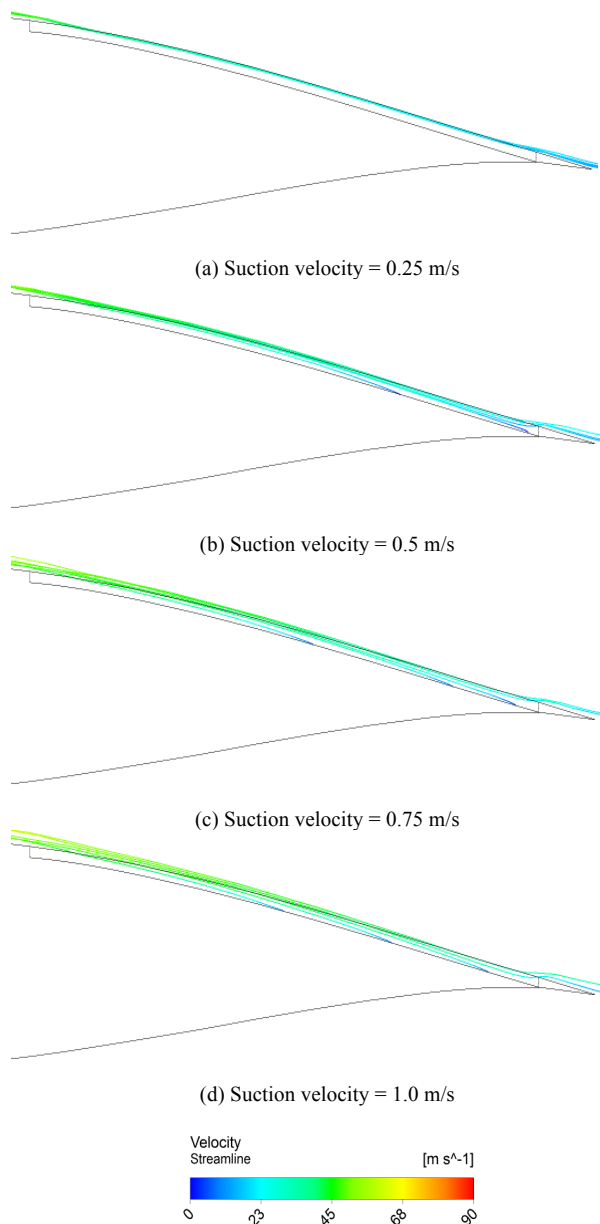 (a) Suction velocity = 0.25 m/s
(b) Suction velocity = 0.5 m/s
(c) Suction velocity = 0.75 m/s
(d) Suction velocity = 1.0 m/s
Velocity
Streamline [m s^-1]
0 23 45 68 90